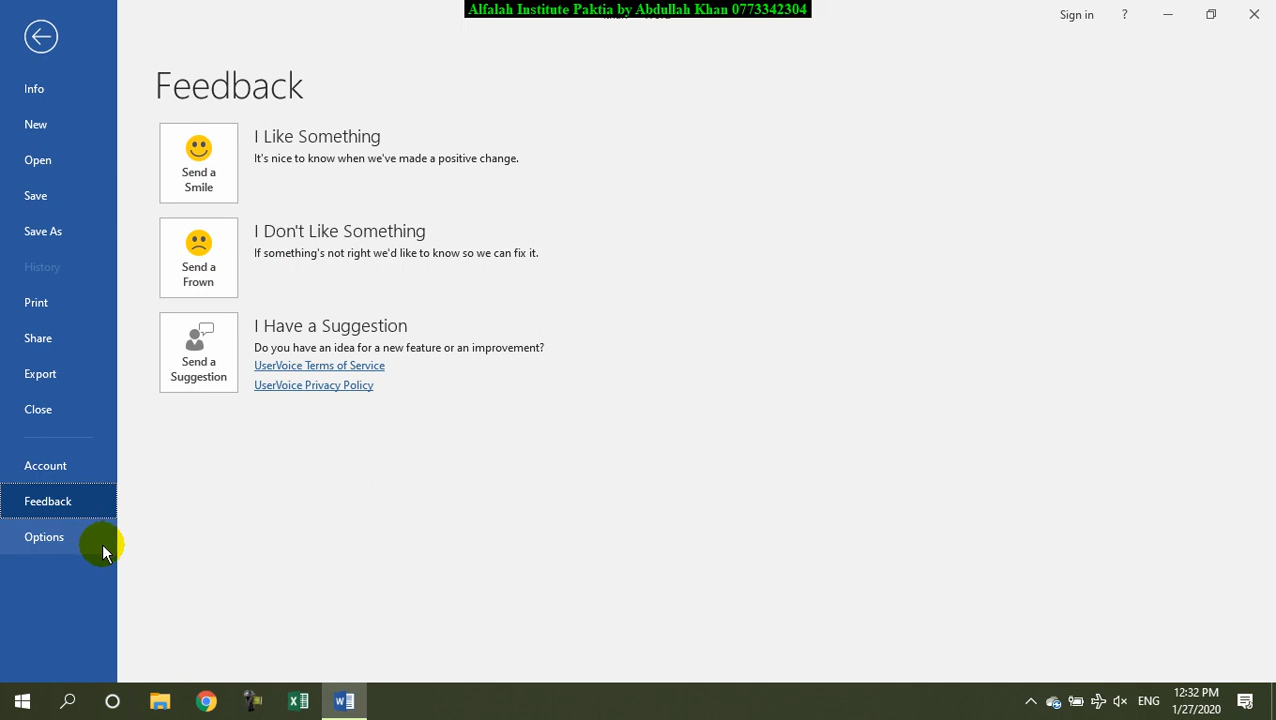 Alfalah Institute Paktia by Abdullah Khan 0773342304
Sign in
?
Info
New
Open
Save
Save As
History
Print
Share
Export
Close
Account
Feedback
Options
Feedback
Send a
Smile
I Like Something
It's nice to know when we've made a positive change.
Send a
Frown
I Don't Like Something
If something's not right we'd like to know so we can fix it.
Send a
Suggestion
I Have a Suggestion
Do you have an idea for a new feature or an improvement?
UserVoice Terms of Service
UserVoice Privacy Policy
ENG
12:32 PM
1/27/2020